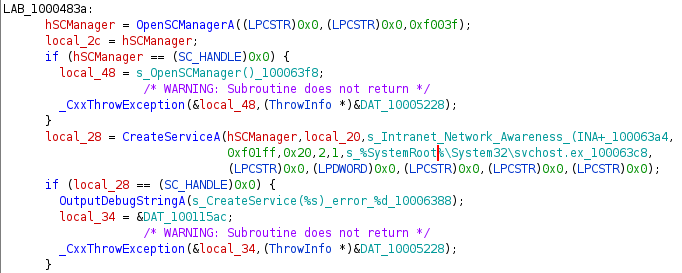 LAB_1000483a:
hSCManager = OpenSCManagerA((LPCSTR)0x0,(LPCSTR)0x0,0xf003f);
local_2c = hSCManager;
if (hSCManager == (SC_HANDLE)0x0) {
local_48 = s_OpenSCManager()_100063f8;
/* WARNING: Subroutine does not return */
_CxxThrowException(&local_48,(ThrowInfo *)&DAT_10005228);
}
local_28 = CreateServiceA(hSCManager,local_20,s_Intranet_Network_Awareness_(INA+_100063a4,
0xf01ff,0x20,2,1,s_%SystemRoot%\System32\svchost.ex_100063c8,
(LPCSTR)0x0,(LPDWORD)0x0,(LPCSTR)0x0,(LPCSTR)0x0,(LPCSTR)0x0);
if (local_28 == (SC_HANDLE)0x0) {
OutputDebugStringA(s_CreateService(%s)_error_%d_10006388);
local_34 = &DAT_100115ac;
/* WARNING: Subroutine does not return */
_CxxThrowException(&local_34,(ThrowInfo *)&DAT_10005228);
}